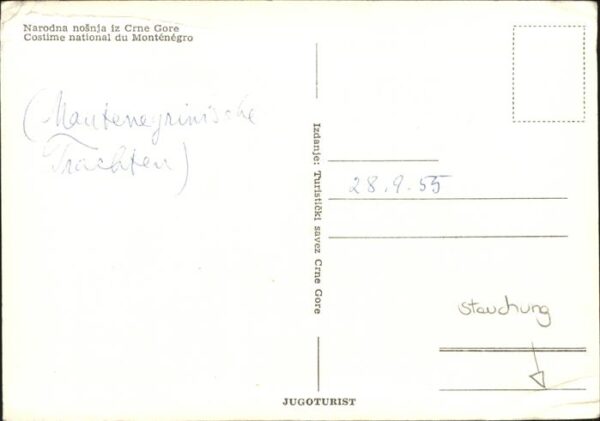 Narodna nošnja iz Crne Gore
Costime national du Monténégro
(Mantenegrinische
Trachten)
Izdanje: Turistički savez Crne Gore
28.9.55
stauchung
JUGOTURIST